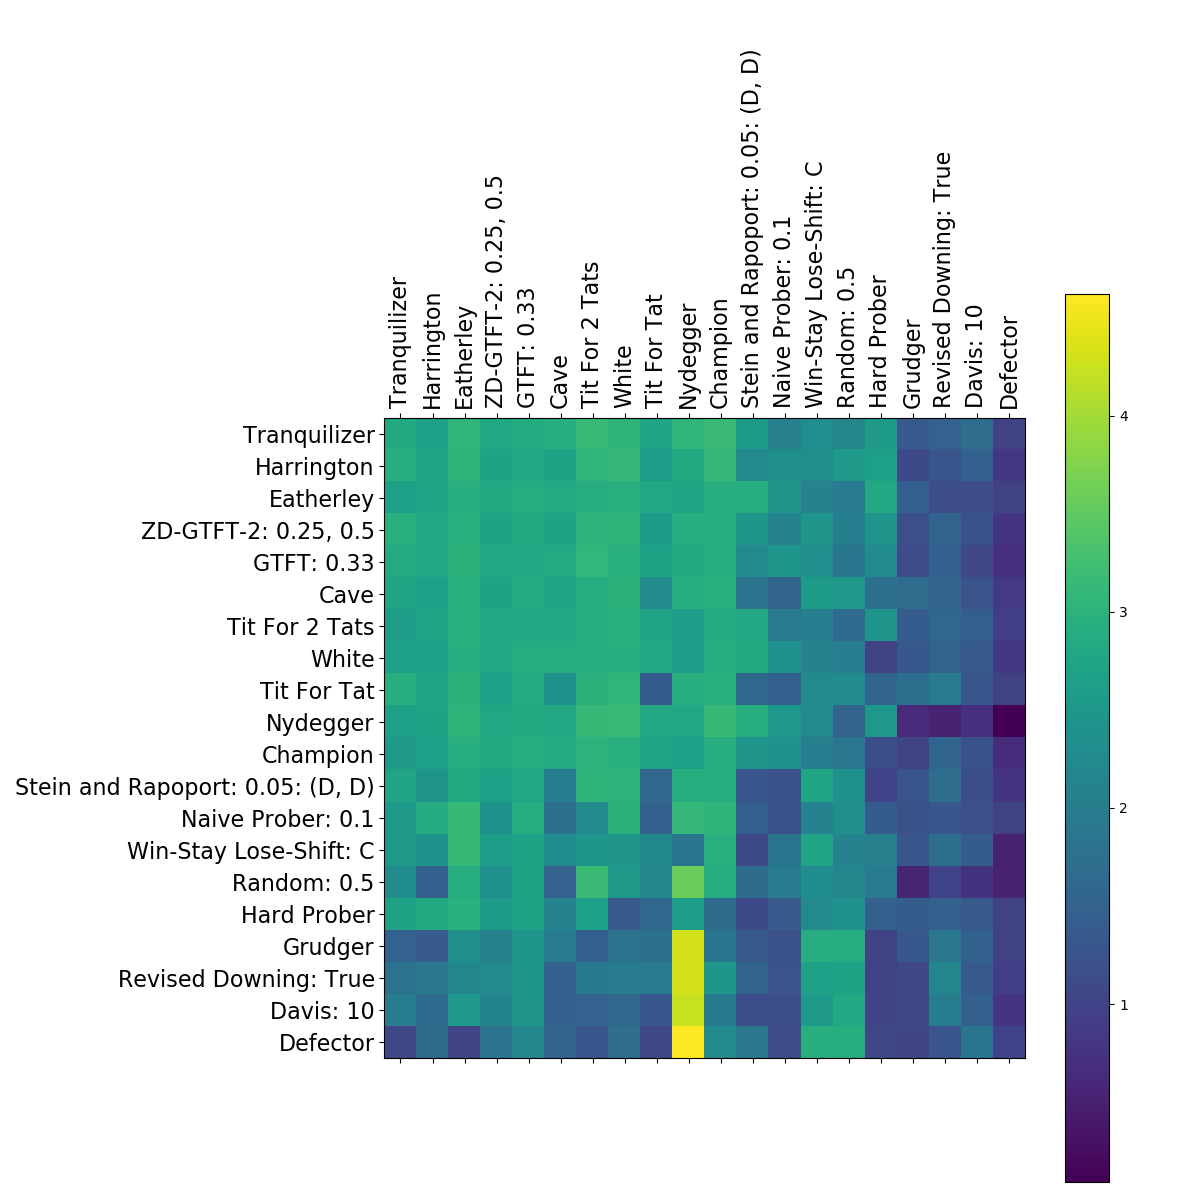 Tranquilizer
Harrington
Eatherley
ZD-GTFT-2: 0.25, 0.5
GTFT: 0.33
Cave
Tit For 2 Tats
White
Tit For Tat
Nydegger
Champion
Stein and Rapoport: 0.05: (D, D)
Naive Prober: 0.1
Win-Stay Lose-Shift: C
Random: 0.5
Hard Prober
Grudger
Revised Downing: True
Davis: 10
Defector
Tranquilizer
Harrington
Eatherley
ZD-GTFT-2: 0.25, 0.5
GTFT: 0.33
Cave
Tit For 2 Tats
White
Tit For Tat
Nydegger
Champion
Stein and Rapoport: 0.05: (D, D)
Naive Prober: 0.1
Win-Stay Lose-Shift: C
Random: 0.5
Hard Prober
Grudger
Revised Downing: True
Davis: 10
Defector
4
3
2
1